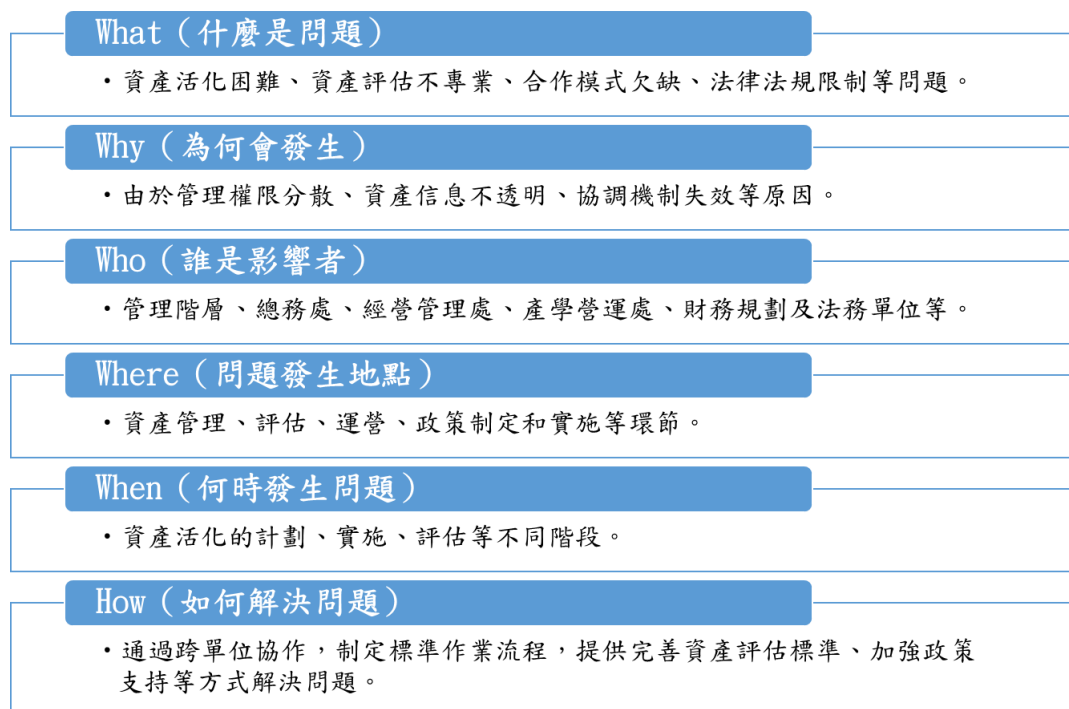 What（什麼是問題）
・資產活化困難、資產評估不專業、合作模式欠缺、法律法規限制等問題。
Why（為何會發生）
・由於管理權限分散、資產信息不透明、協調機制失效等原因。
Who（誰是影響者）
・管理階層、總務處、經營管理處、產學營運處、財務規劃及法務單位等。
Where（問題發生地點）
・資產管理、評估、運營、政策制定和實施等環節。
When（何時發生問題）
・資產活化的計劃、實施、評估等不同階段。
How（如何解決問題）
・通過跨單位協作，制定標準作業流程，提供完善資產評估標準、加強政策
支持等方式解決問題。